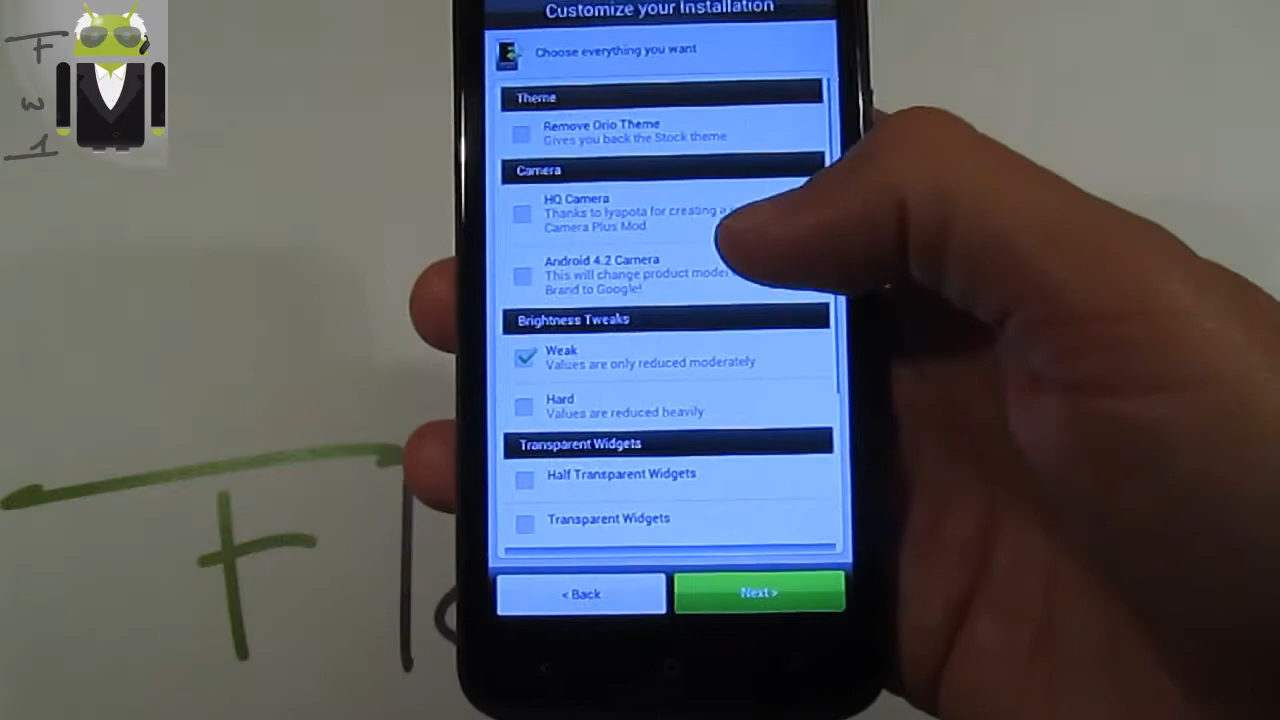 F
W
1
Customize your Installation
Choose everything you want
Theme
Remove Orio Theme
Gives you back the Stock theme
Camera
HQ Camera
Thanks to lyapota for creating a
Camera Plus Mod
Android 4.2 Camera
This will change product model
Brand to Google!
Brightness Tweaks
Weak
Values are only reduced moderately
Hard
Values are reduced heavily
Transparent Widgets
Half Transparent Widgets
Transparent Widgets
< Back
Next >
F